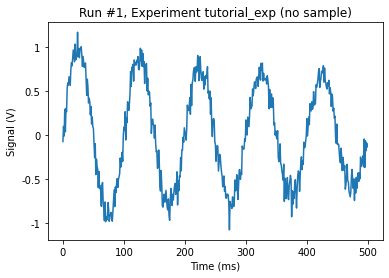 Run #1, Experiment tutorial_exp (no sample)
Signal (V)
1
0.5
0
-0.5
-1
0 100 200 300 400 500
Time (ms)